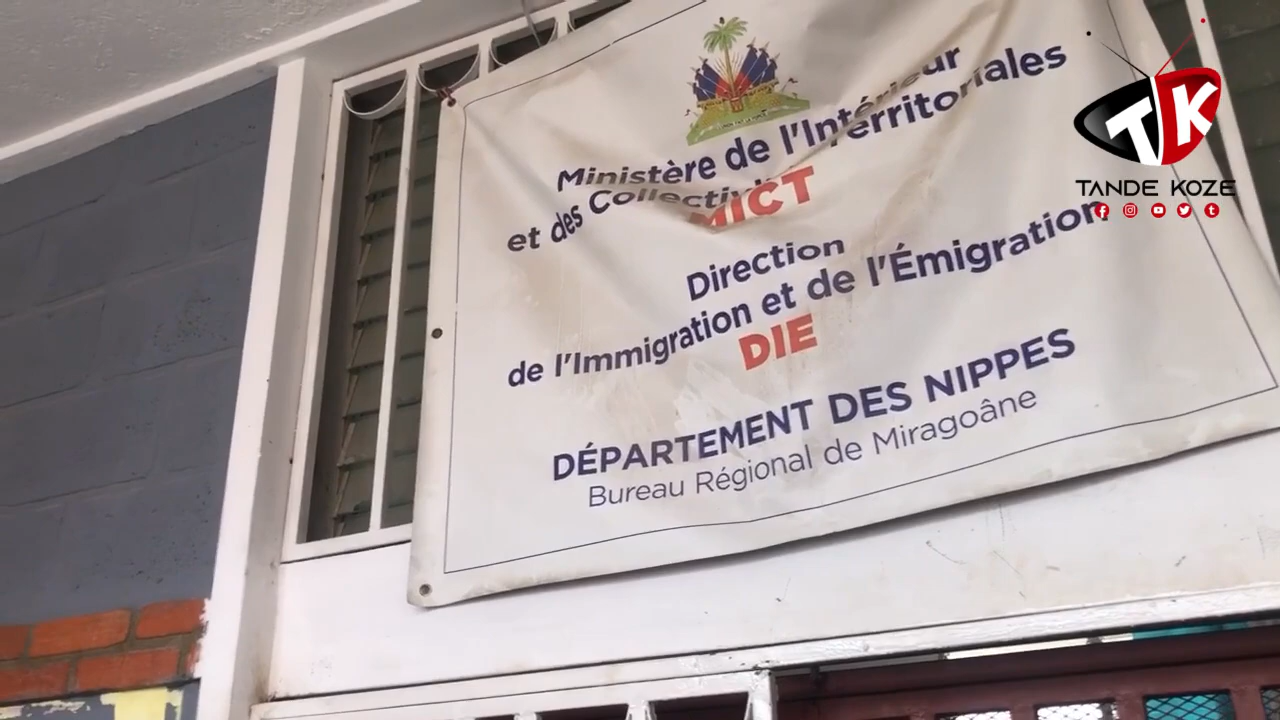 Ministère de l'Intérieur
et des Collectivités Territoriales
MICT
Direction
de l'Immigration et de l'Émigration
DIE
DÉPARTEMENT DES NIPPES
Bureau Régional de Miragoâne
TK
TANDE KOZE